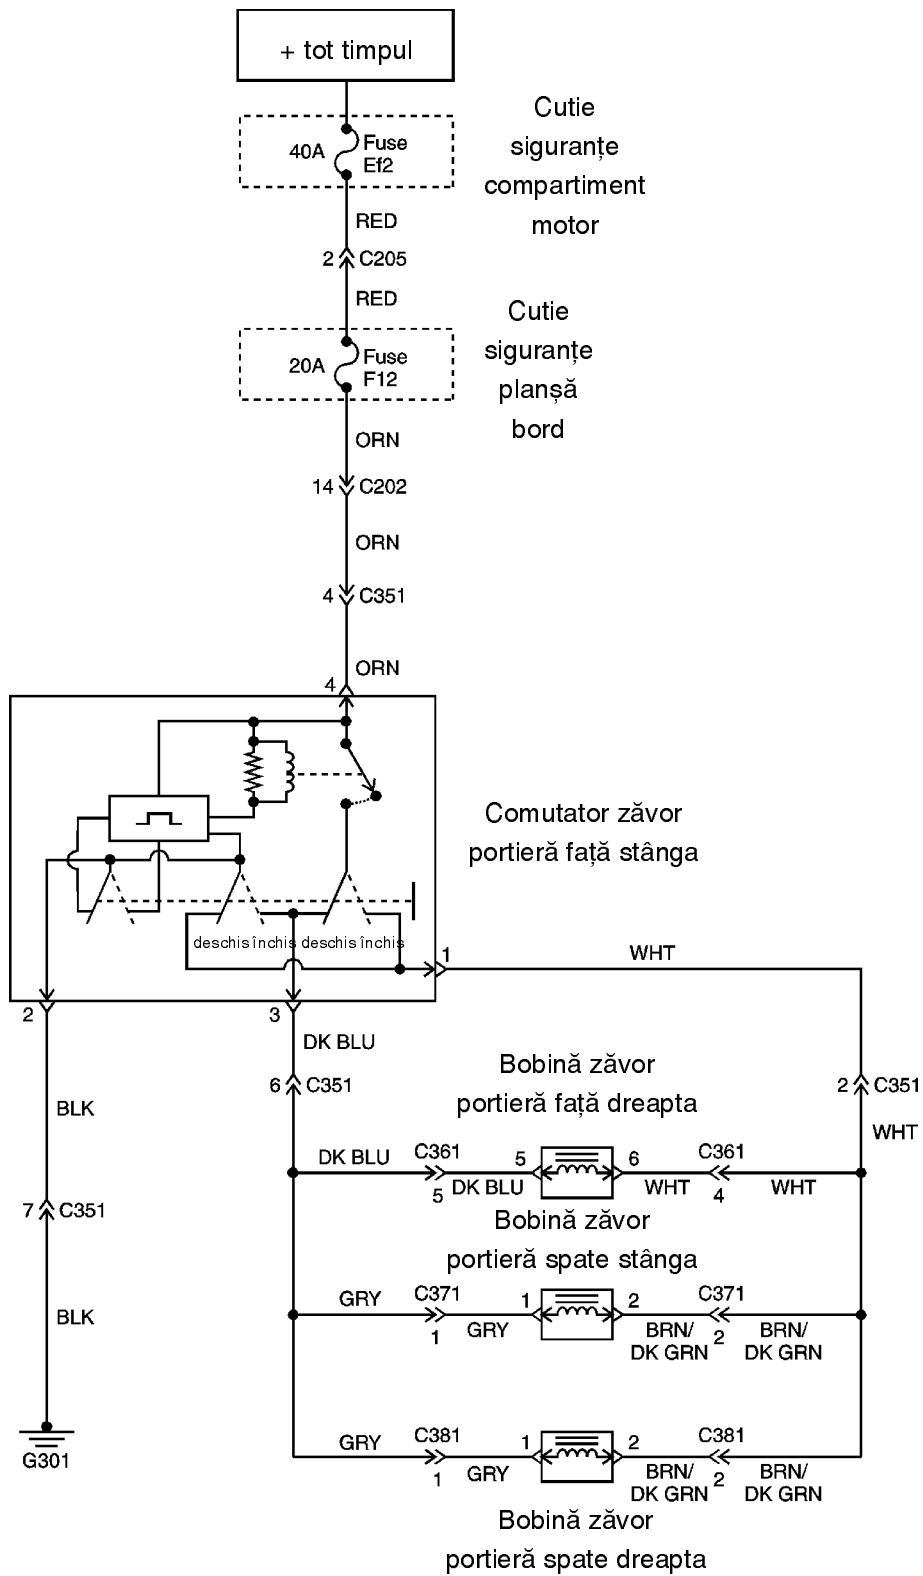 + tot timpul
Cutie
siguranțe
compartiment
motor
40A
Fuse
Ef2
RED
2
C205
RED
Cutie
siguranțe
planșă
bord
20A
Fuse
F12
ORN
14
C202
ORN
4
C351
ORN
4
Comutator zăvor
portieră față stânga
deschis închis deschis închis
1
WHT
2
3
DK BLU
6
C351
2
C351
Bobină zăvor
portieră față dreapta
BLK
WHT
DK BLU
C361
5
DK BLU
5
6
WHT
C361
4
WHT
7
C351
Bobină zăvor
portieră spate stânga
BLK
GRY
C371
1
GRY
1
2
BRN/
DK GRN
C371
2
BRN/
DK GRN
G301
GRY
C381
1
GRY
1
2
BRN/
DK GRN
C381
2
BRN/
DK GRN
Bobină zăvor
portieră spate dreapta